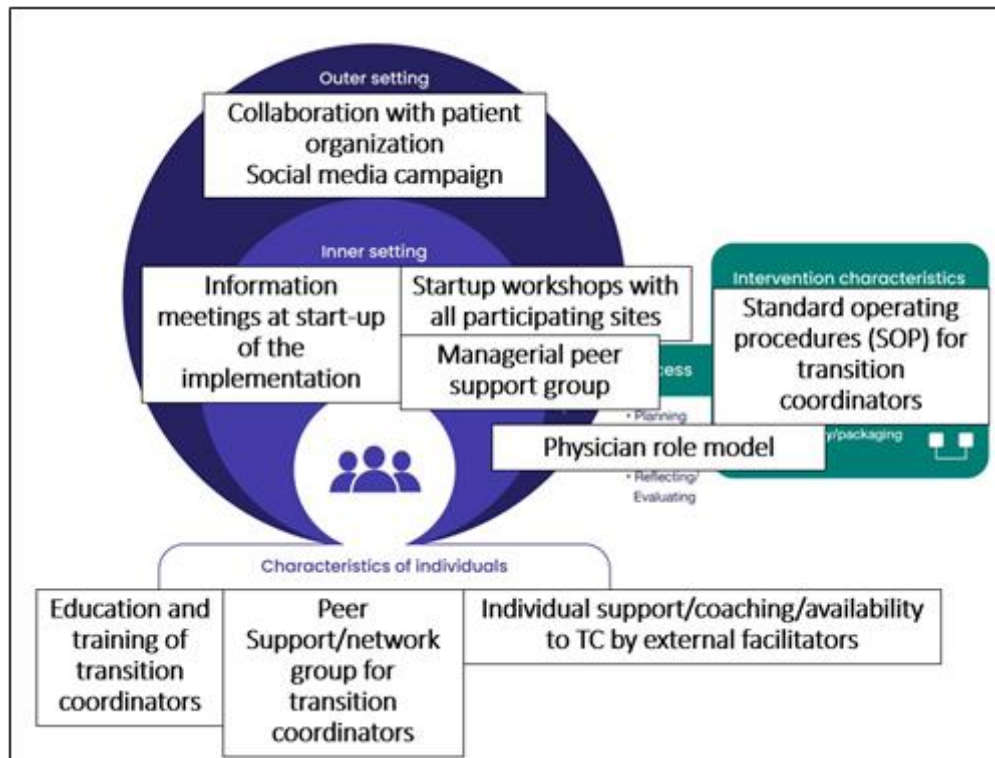 Outer setting
Collaboration with patient
organization
Social media campaign
Inner setting
Information
meetings at start-up
of the
implementation
Startup workshops with
all participating sites
Managerial peer
support group
Intervention characteristics
Standard operating
procedures (SOP) for
transition
coordinators
• Planning
Physician role model
• Reflecting/
Evaluating
Characteristics of individuals
Education and
training of
transition
coordinators
Peer
Support/network
group for
transition
coordinators
Individual support/coaching/availability
to TC by external facilitators